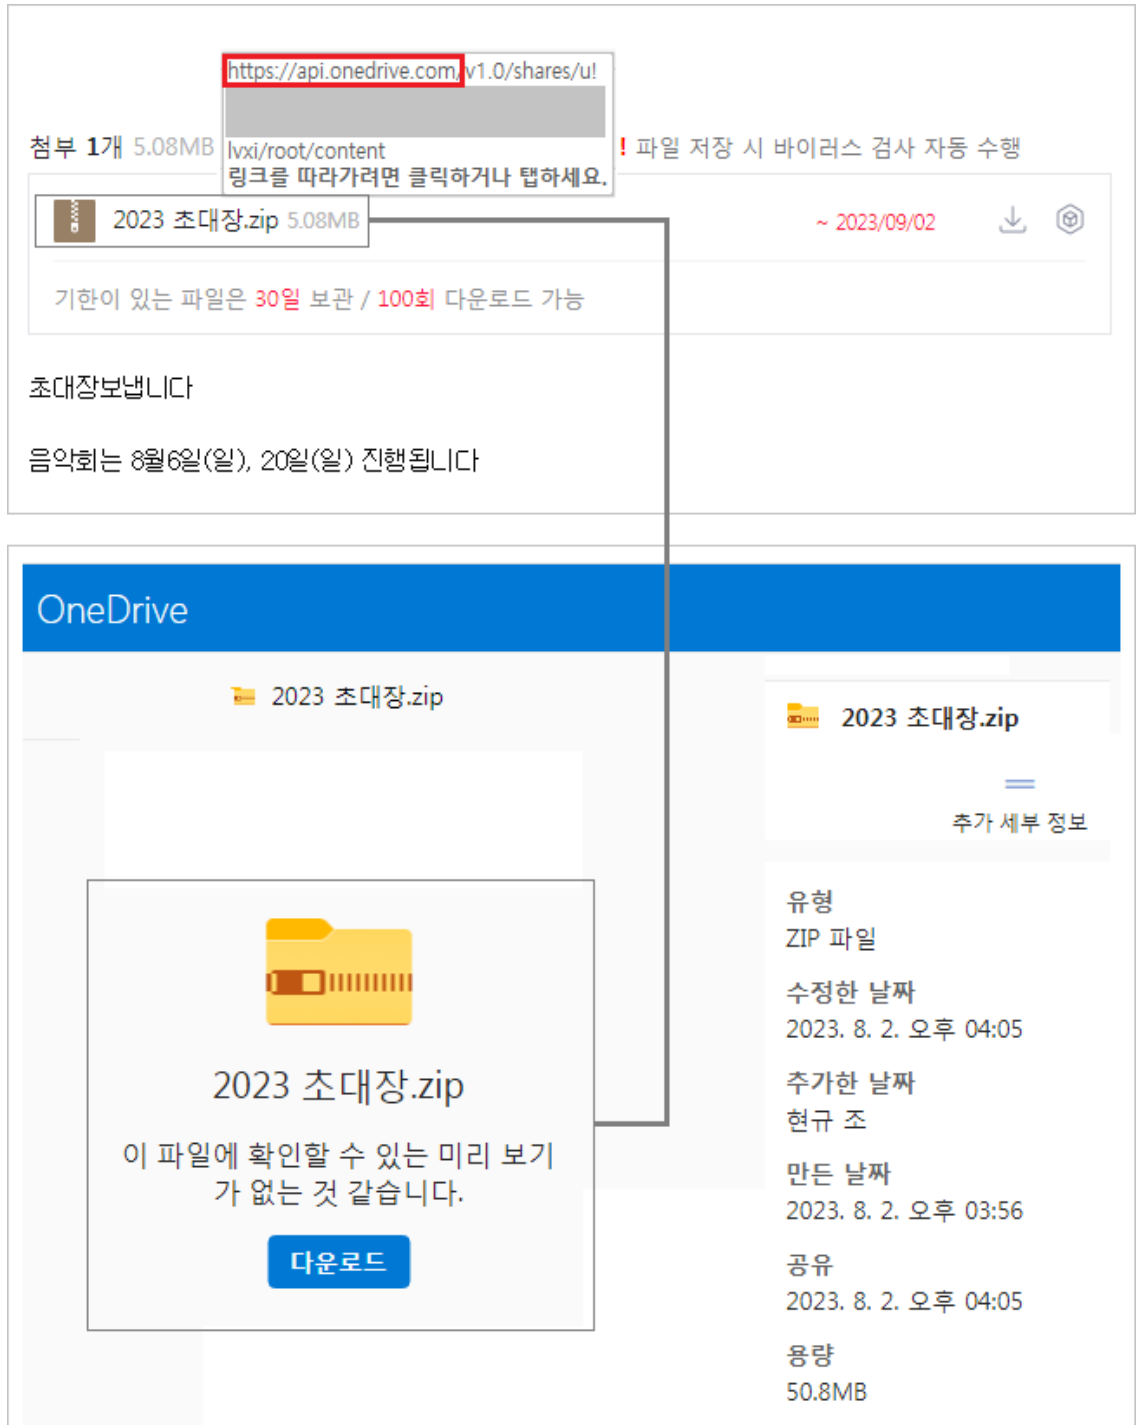 https://api.onedrive.com/v1.0/shares/u!
lvxi/root/content
링크를 따라가려면 클릭하거나 탭하세요.
첨부 1개 5.08MB
! 파일 저장 시 바이러스 검사 자동 수행
2023 초대장.zip 5.08MB
~ 2023/09/02
기한이 있는 파일은 30일 보관 / 100회 다운로드 가능
초대장보냅니다
음악회는 8월6일(일), 20일(일) 진행됩니다
OneDrive
2023 초대장.zip
2023 초대장.zip
이 파일에 확인할 수 있는 미리 보기
가 없는 것 같습니다.
다운로드
2023 초대장.zip
추가 세부 정보
유형
ZIP 파일
수정한 날짜
2023. 8. 2. 오후 04:05
추가한 날짜
현규 조
만든 날짜
2023. 8. 2. 오후 03:56
공유
2023. 8. 2. 오후 04:05
용량
50.8MB